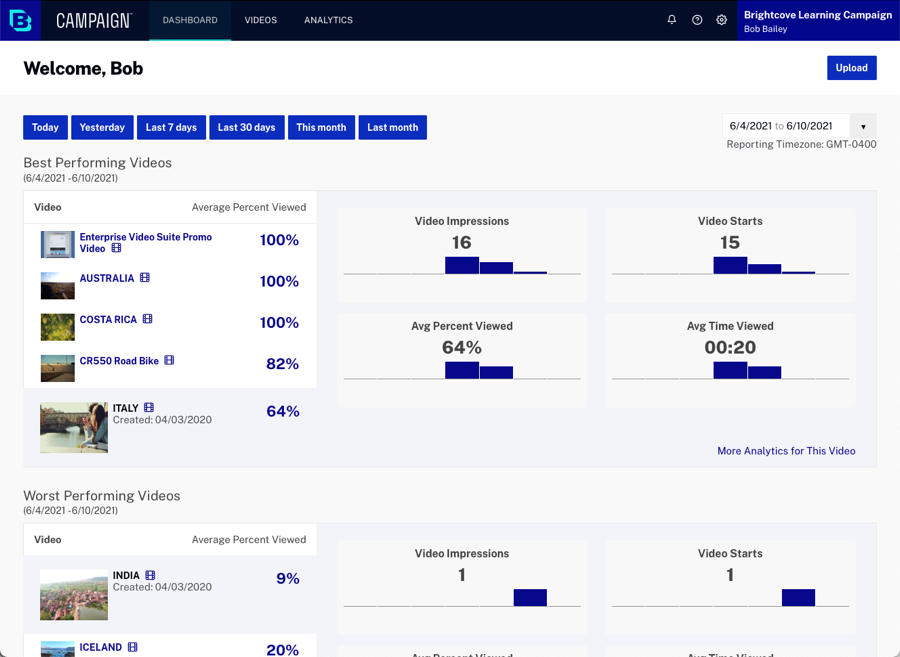 CAMPAIGN
DASHBOARD
VIDEOS
ANALYTICS
Brightcove Learning Campaign
Bob Bailey
Welcome, Bob
Upload
Today
Yesterday
Last 7 days
Last 30 days
This month
Last month
6/4/2021 to 6/10/2021
Reporting Timezone: GMT-0400
Best Performing Videos
(6/4/2021 -6/10/2021)
Video
Average Percent Viewed
Enterprise Video Suite Promo
Video
100%
AUSTRALIA
100%
COSTA RICA
100%
CR550 Road Bike
82%
ITALY
Created: 04/03/2020
64%
Video Impressions
16
Video Starts
15
Avg Percent Viewed
64%
Avg Time Viewed
00:20
More Analytics for This Video
Worst Performing Videos
(6/4/2021 -6/10/2021)
Video
Average Percent Viewed
INDIA
Created: 04/03/2020
9%
ICELAND
20%
Video Impressions
1
Video Starts
1
Avg Percent Viewed
Avg Time Viewed